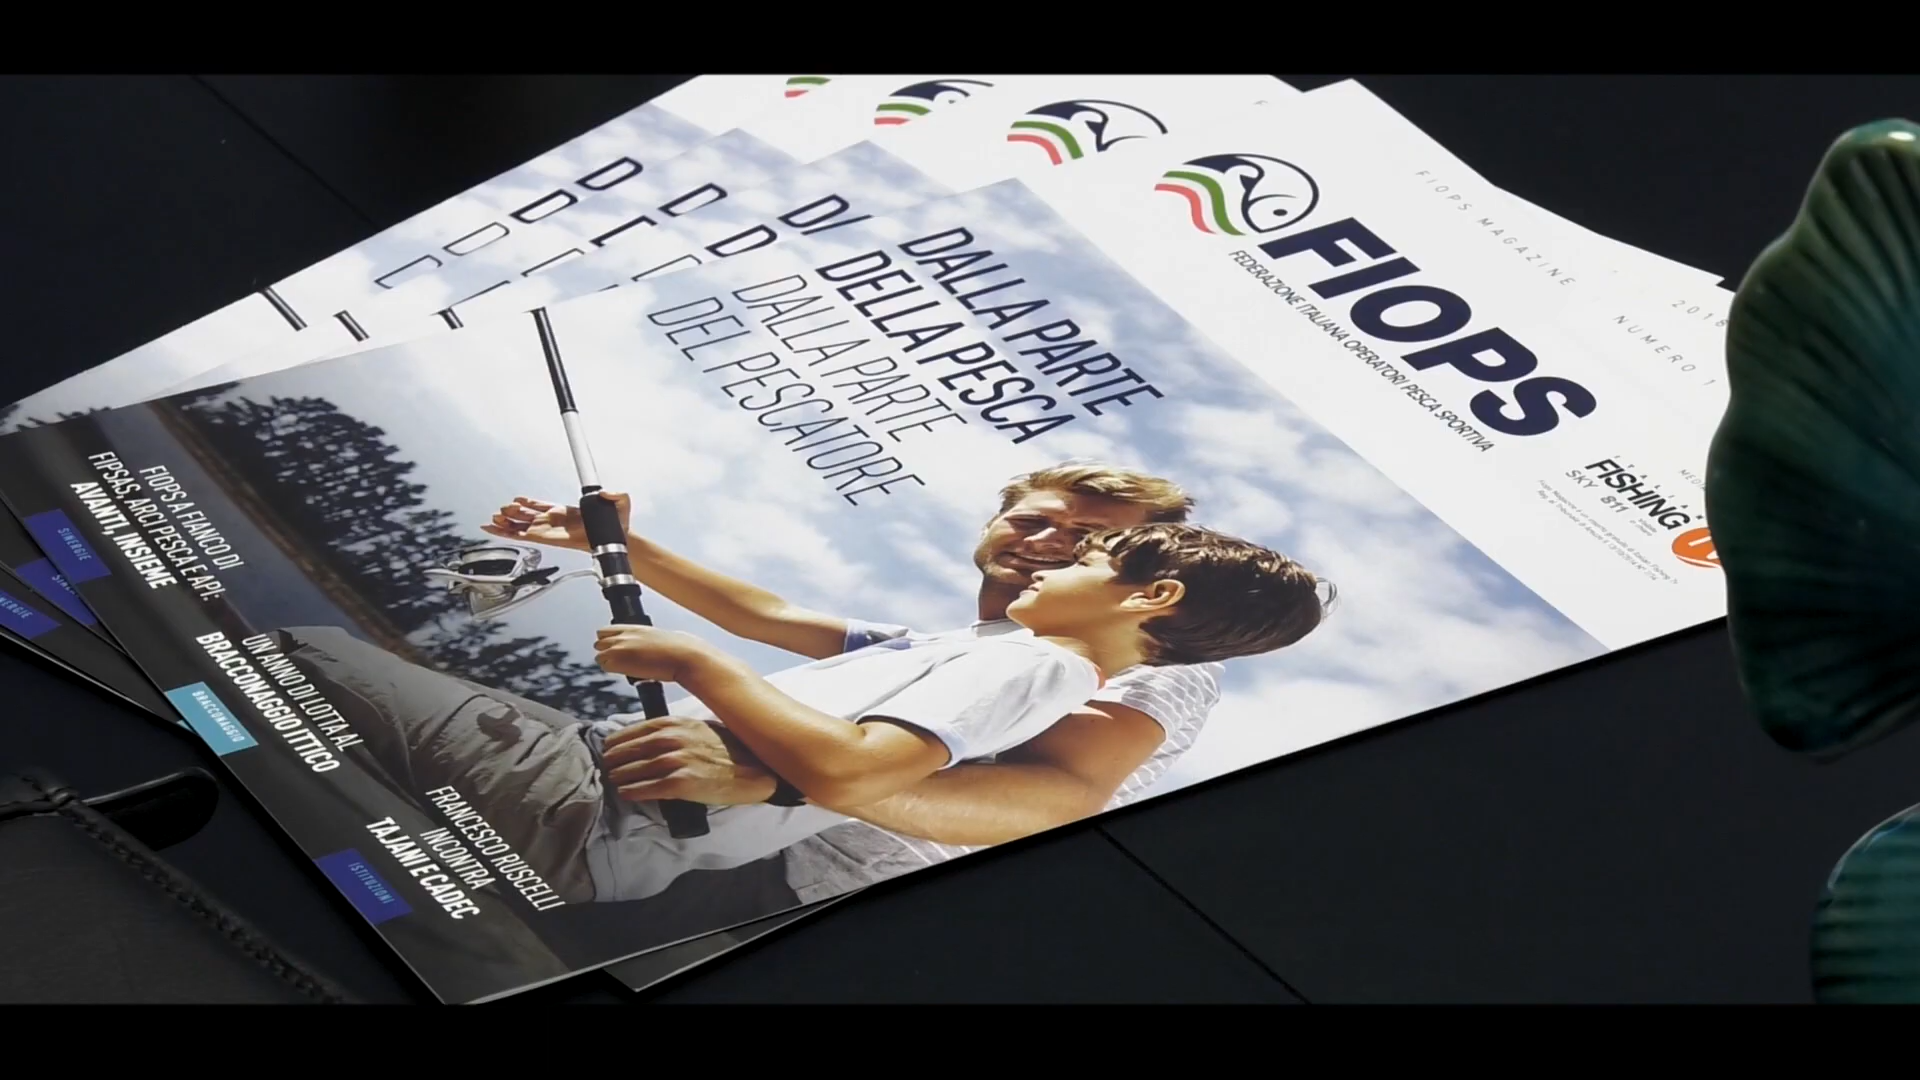 FIOPS MAGAZINE
2018
NUMERO 1
FIOPS
FEDERAZIONE ITALIANA OPERATORI PESCA SPORTIVA
FISHING
SKY 811
DALLA PARTE
DELLA PESCA
DALLA PARTE
DEL PESCATORE
SINERGIE
FIOPS A FIANCO DI
FIPSAS, ARCI PESCA E API:
AVANTI, INSIEME
BRACCONAGGIO
UN ANNO DI LOTTA AL
BRACCONAGGIO ITTICO
ISTITUZIONI
FRANCESCO RUSCELLI
INCONTRA
TAJANI E CADEC